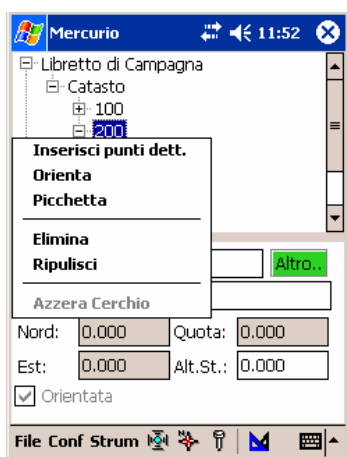 Mercurio 11:52
Libretto di Campagna
Catasto
100
200
Inserisci punti dett.
Orienta
Picchetta
Elimina
Ripulisci
Azzera Cerchio
Altro..
Nord: 0.000 Quota: 0.000
Est: 0.000 Alt.St.: 0.000
Orientata
File Conf Strum